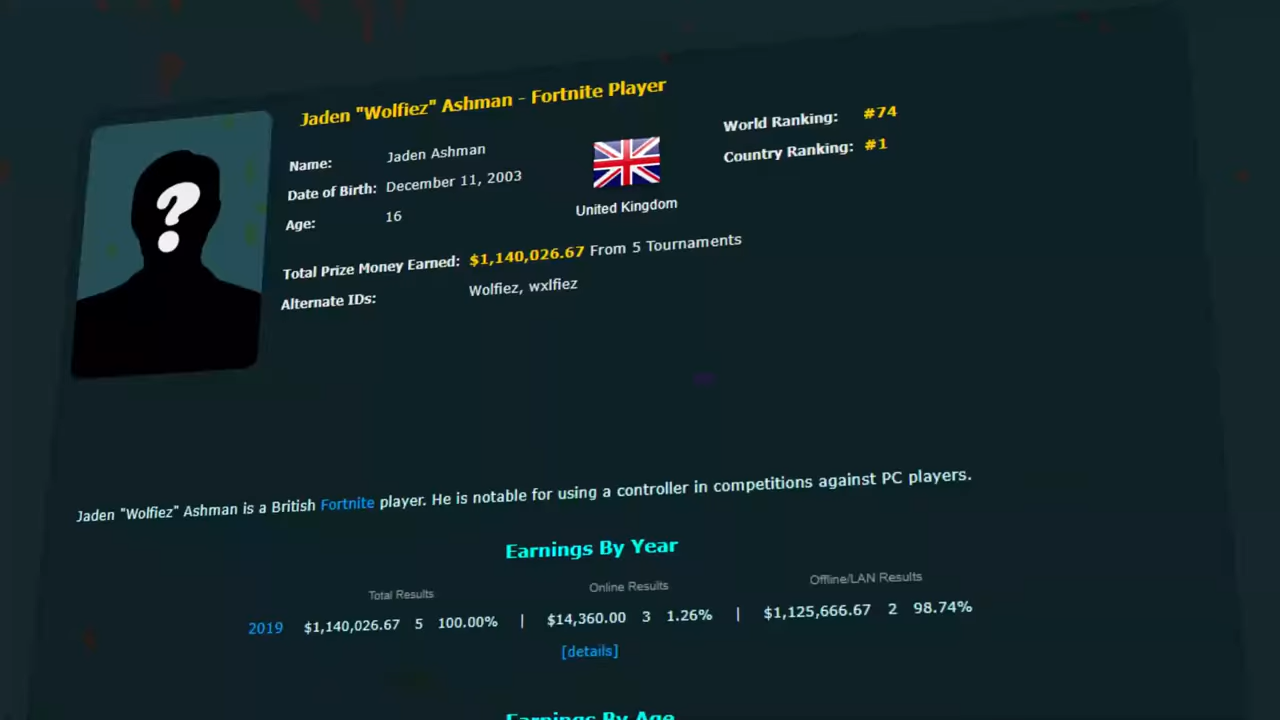 Jaden "Wolfiez" Ashman - Fortnite Player
Name: Jaden Ashman
Date of Birth: December 11, 2003
Age: 16
United Kingdom
World Ranking: #74
Country Ranking: #1
Total Prize Money Earned: $1,140,026.67 From 5 Tournaments
Alternate IDs: Wolfiez, wxlfiez
Jaden "Wolfiez" Ashman is a British Fortnite player. He is notable for using a controller in competitions against PC players.
Earnings By Year
Total Results Online Results Offline/LAN Results
2019 $1,140,026.67 5 100.00% | $14,360.00 3 1.26% | $1,125,666.67 2 98.74%
[details]
Earnings By Age